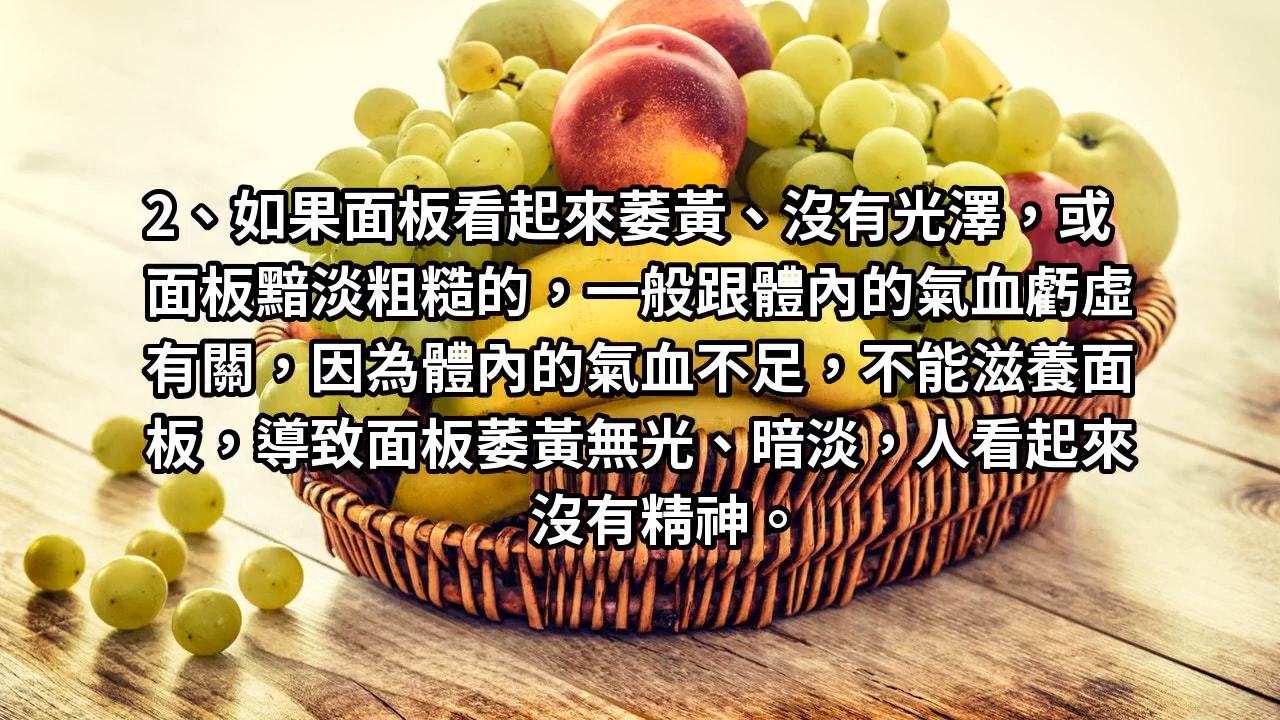 2、如果面板看起來萎黃、沒有光澤，或
面板黯淡粗糙的，一般跟體內的氣血虧虛
有關，因為體內的氣血不足，不能滋養面
板，導致面板萎黃無光、暗淡，人看起來
沒有精神。